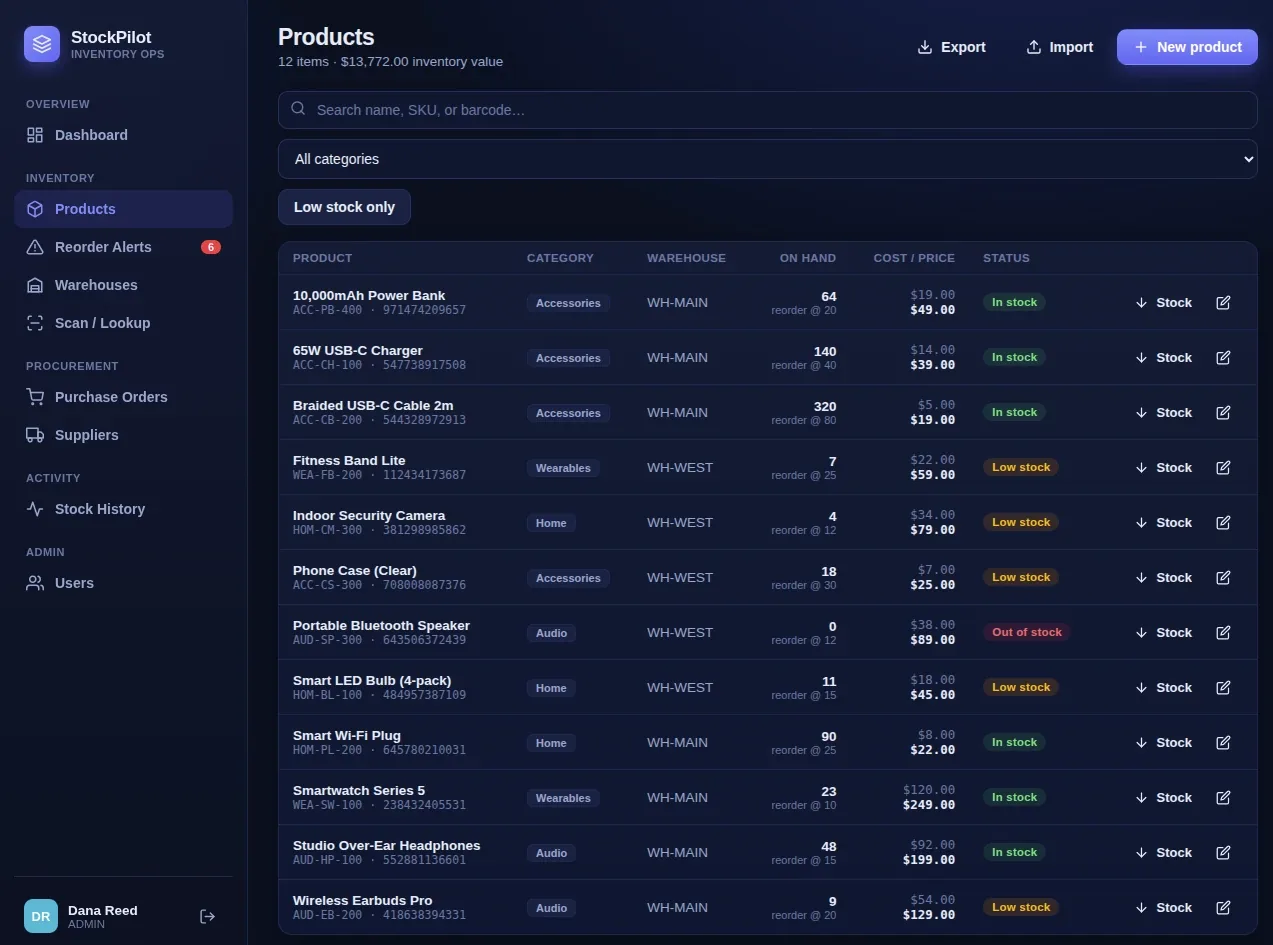 StockPilot
INVENTORY OPS
OVERVIEW
Dashboard
INVENTORY
Products
Reorder Alerts 6
Warehouses
Scan / Lookup
PROCUREMENT
Purchase Orders
Suppliers
ACTIVITY
Stock History
ADMIN
Users
DR
Dana Reed
ADMIN
Products
12 items · $13,772.00 inventory value
Export Import New product
Search name, SKU, or barcode…
All categories
Low stock only
PRODUCT CATEGORY WAREHOUSE ON HAND COST / PRICE STATUS
10,000mAh Power Bank 64 $19.00
ACC-PB-400 · 971474209657 Accessories WH-MAIN reorder @ 20 $49.00 In stock Stock
65W USB-C Charger 140 $14.00
ACC-CH-100 · 547738917508 Accessories WH-MAIN reorder @ 40 $39.00 In stock Stock
Braided USB-C Cable 2m 320 $5.00
ACC-CB-200 · 544328972913 Accessories WH-MAIN reorder @ 80 $19.00 In stock Stock
Fitness Band Lite 7 $22.00
WEA-FB-200 · 112434173687 Wearables WH-WEST reorder @ 25 $59.00 Low stock Stock
Indoor Security Camera 4 $34.00
HOM-CM-300 · 381298985862 Home WH-WEST reorder @ 12 $79.00 Low stock Stock
Phone Case (Clear) 18 $7.00
ACC-CS-300 · 708008087376 Accessories WH-WEST reorder @ 30 $25.00 Low stock Stock
Portable Bluetooth Speaker 0 $38.00
AUD-SP-300 · 643506372439 Audio WH-WEST reorder @ 12 $89.00 Out of stock Stock
Smart LED Bulb (4-pack) 11 $18.00
HOM-BL-100 · 484957387109 Home WH-WEST reorder @ 15 $45.00 Low stock Stock
Smart Wi-Fi Plug 90 $8.00
HOM-PL-200 · 645780210031 Home WH-MAIN reorder @ 25 $22.00 In stock Stock
Smartwatch Series 5 23 $120.00
WEA-SW-100 · 238432405531 Wearables WH-MAIN reorder @ 10 $249.00 In stock Stock
Studio Over-Ear Headphones 48 $92.00
AUD-HP-100 · 552881136601 Audio WH-MAIN reorder @ 15 $199.00 In stock Stock
Wireless Earbuds Pro 9 $54.00
AUD-EB-200 · 418638394331 Audio WH-MAIN reorder @ 20 $129.00 Low stock Stock